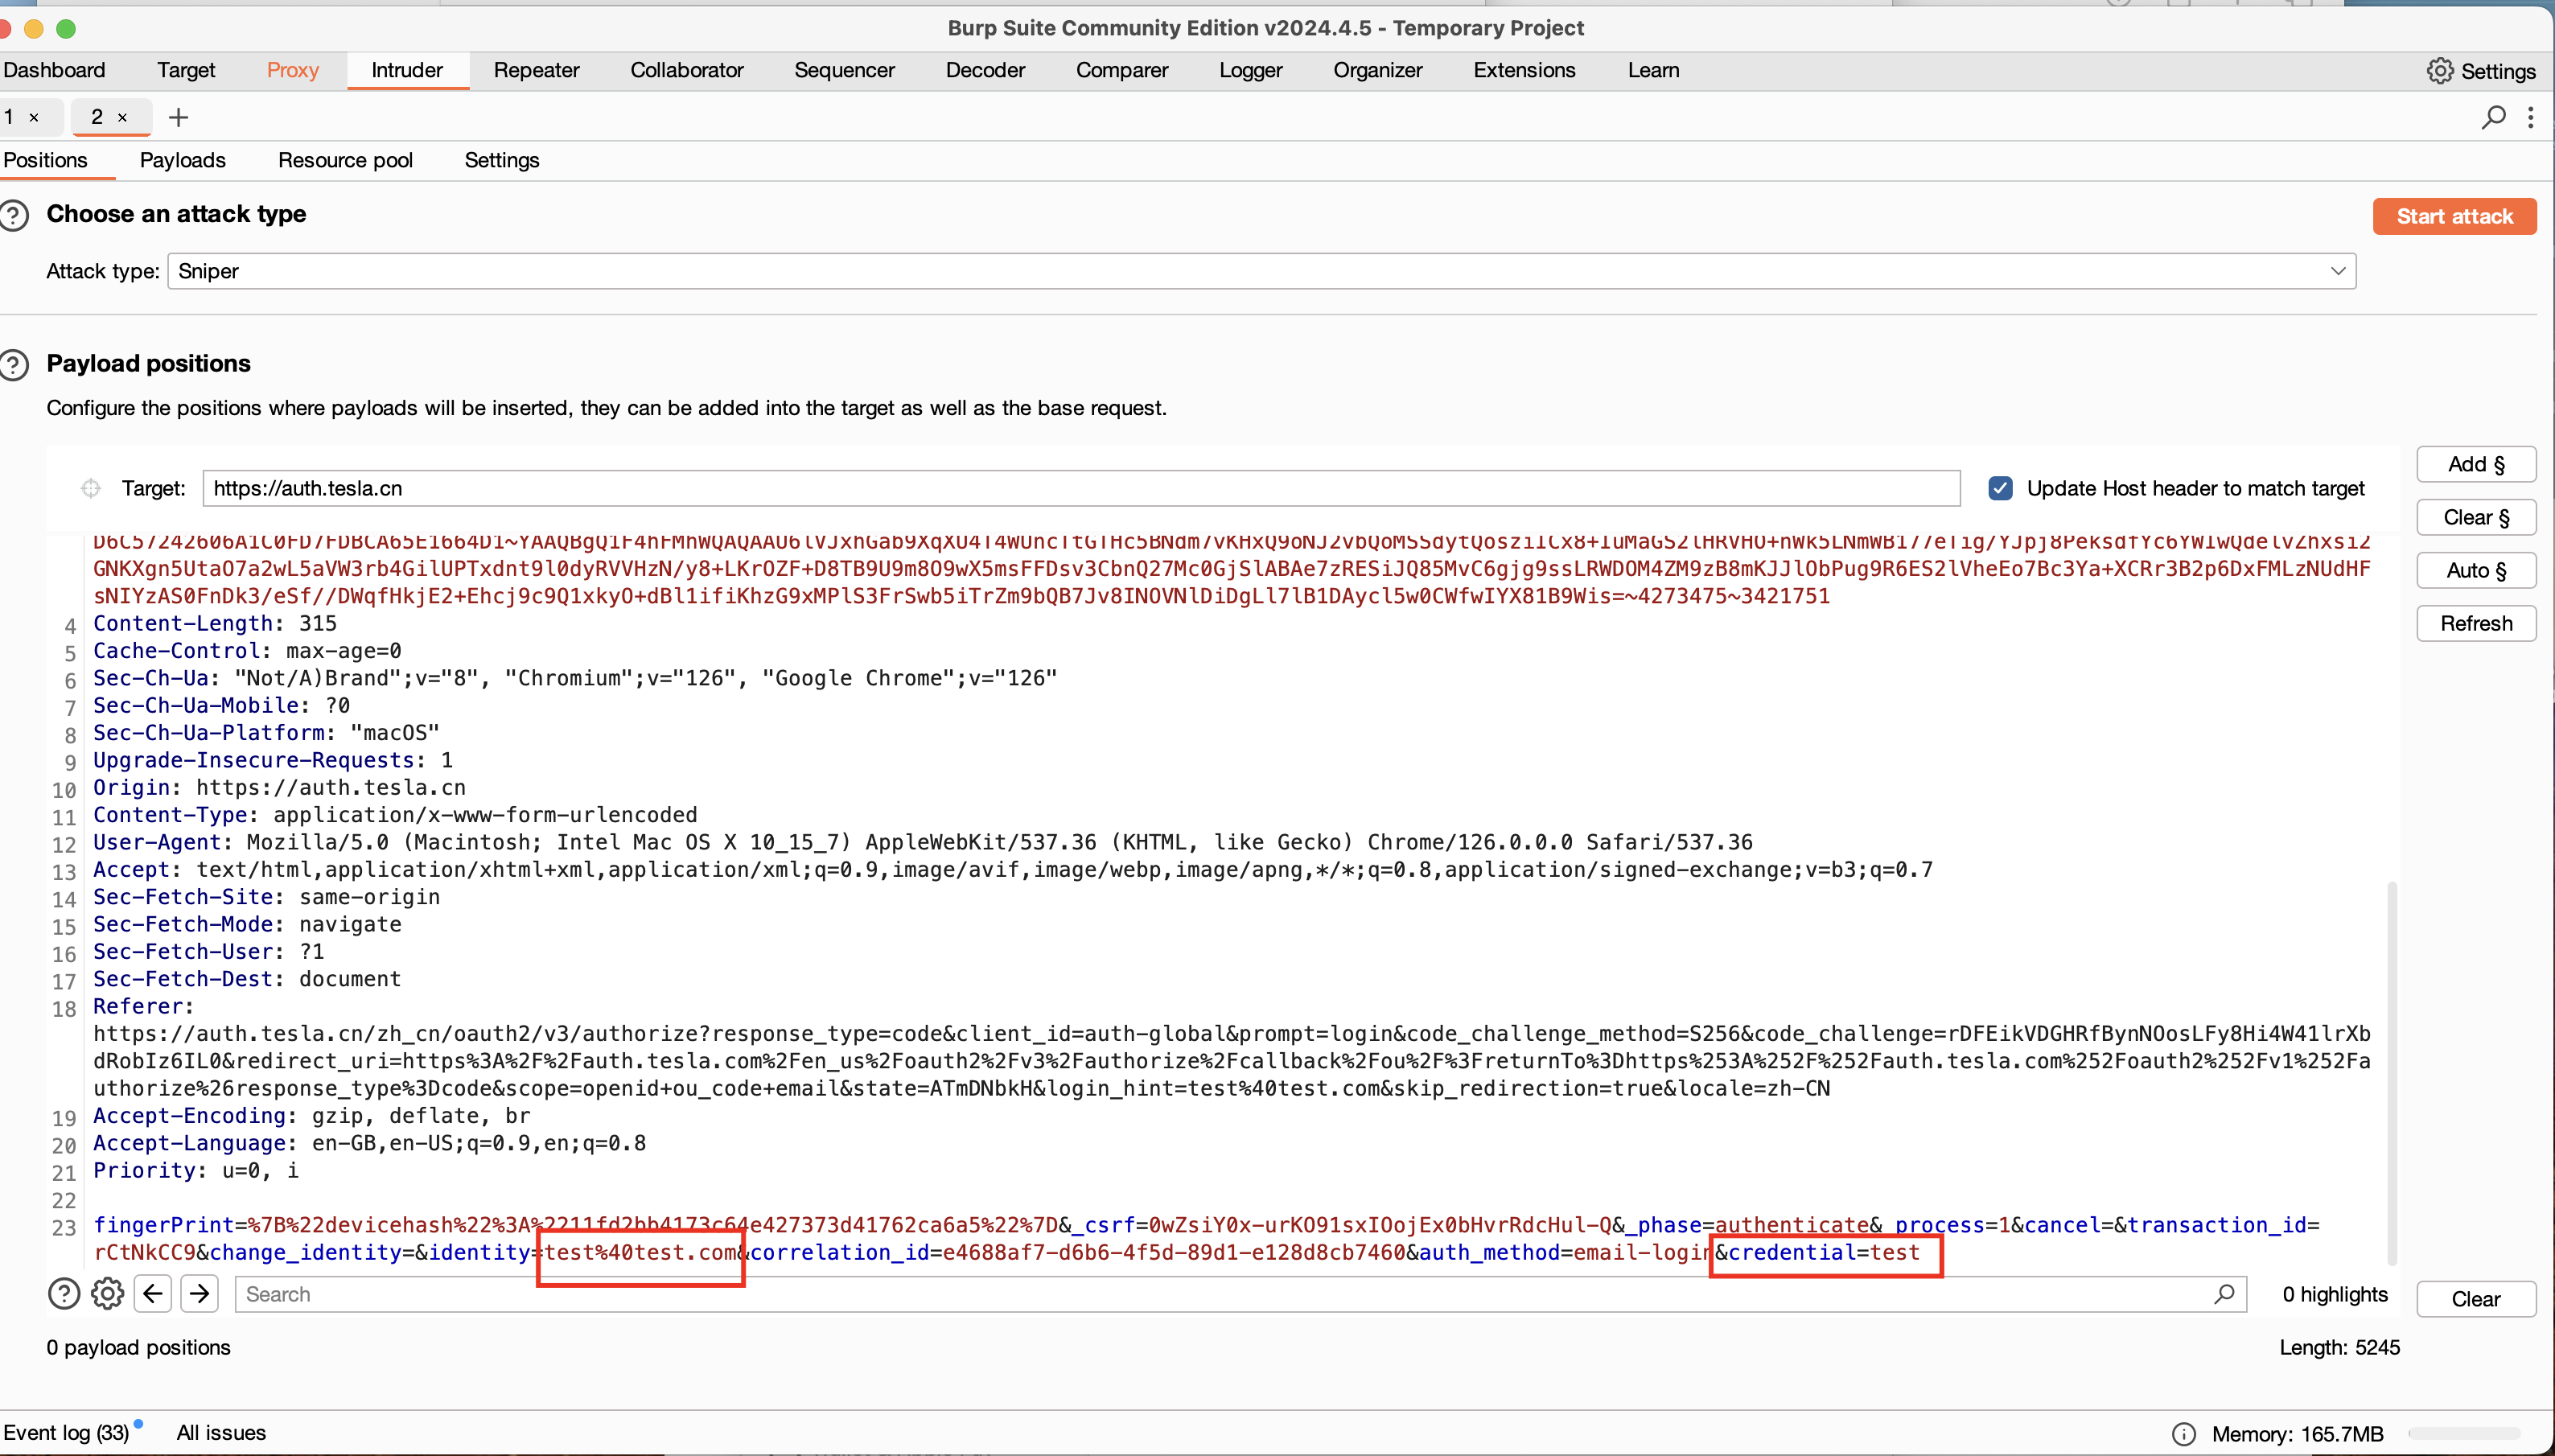 Burp Suite Community Edition v2024.4.5 - Temporary Project
Dashboard Target Proxy Intruder Repeater Collaborator Sequencer Decoder Comparer Logger Organizer Extensions Learn Settings
1 × 2 × +
Positions Payloads Resource pool Settings
? Choose an attack type Start attack
Attack type: Sniper
? Payload positions
Configure the positions where payloads will be inserted, they can be added into the target as well as the base request.
Target: https://auth.tesla.cn Update Host header to match target
Add §
Clear §
Auto §
Refresh
4 Content-Length: 315
5 Cache-Control: max-age=0
6 Sec-Ch-Ua: "Not/A)Brand";v="8", "Chromium";v="126", "Google Chrome";v="126"
7 Sec-Ch-Ua-Mobile: ?0
8 Sec-Ch-Ua-Platform: "macOS"
9 Upgrade-Insecure-Requests: 1
10 Origin: https://auth.tesla.cn
11 Content-Type: application/x-www-form-urlencoded
12 User-Agent: Mozilla/5.0 (Macintosh; Intel Mac OS X 10_15_7) AppleWebKit/537.36 (KHTML, like Gecko) Chrome/126.0.0.0 Safari/537.36
13 Accept: text/html,application/xhtml+xml,application/xml;q=0.9,image/avif,image/webp,image/apng,*/*;q=0.8,application/signed-exchange;v=b3;q=0.7
14 Sec-Fetch-Site: same-origin
15 Sec-Fetch-Mode: navigate
16 Sec-Fetch-User: ?1
17 Sec-Fetch-Dest: document
18 Referer:
https://auth.tesla.cn/zh_cn/oauth2/v3/authorize?response_type=code&client_id=auth-global&prompt=login&code_challenge_method=S256&code_challenge=rDFEikVDGHRfBynNOosLFy8Hi4W41lrXb
dRobIz6IL0&redirect_uri=https%3A%2F%2Fauth.tesla.com%2Fen_us%2Foauth2%2Fv3%2Fauthorize%2Fcallback%2Fou%2F%3FreturnTo%3Dhttps%253A%252F%252Fauth.tesla.com%252Foauth2%252Fv1%252Fa
uthorize%26response_type%3Dcode&scope=openid+ou_code+email&state=ATmDNbkH&login_hint=test%40test.com&skip_redirection=true&locale=zh-CN
19 Accept-Encoding: gzip, deflate, br
20 Accept-Language: en-GB,en-US;q=0.9,en;q=0.8
21 Priority: u=0, i
22
23 fingerPrint=%7B%22devicehash%22%3A%2211fd2bb4173c64e427373d41762ca6a5%22%7D&_csrf=0wZsiY0x-urKO91sxIOojEx0bHvrRdcHul-Q&_phase=authenticate&_process=1&cancel=&transaction_id=
rCtNkCC9&change_identity=&identity=test%40test.com&correlation_id=e4688af7-d6b6-4f5d-89d1-e128d8cb7460&auth_method=email-login&credential=test
? Search 0 highlights Clear
0 payload positions Length: 5245
Event log (33) All issues Memory: 165.7MB